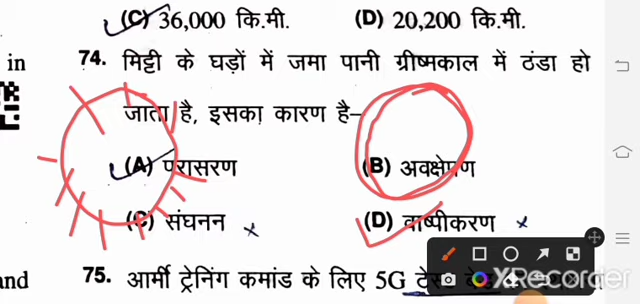 (C) 36,000 कि.मी. (D) 20,200 कि.मी.
in 74. मिट्टी के घड़ों में जमा पानी ग्रीष्मकाल में ठंडा हो
जाता है, इसका कारण है–
(A) परासरण (B) अवक्षेपण
(C) संघनन (D) वाष्पीकरण
and 75. आर्मी ट्रेनिंग कमांड के लिए 5G
XRecorder